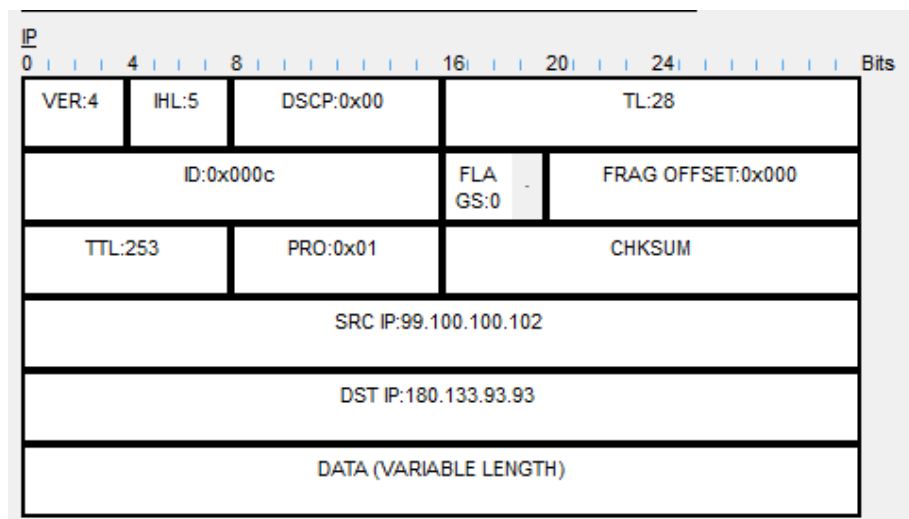 IP
0 4 8 16 20 24 Bits
VER:4 IHL:5 DSCP:0x00 TL:28
ID:0x000c FLA GS:0 - FRAG OFFSET:0x000
TTL:253 PRO:0x01 CHKSUM
SRC IP:99.100.100.102
DST IP:180.133.93.93
DATA (VARIABLE LENGTH)